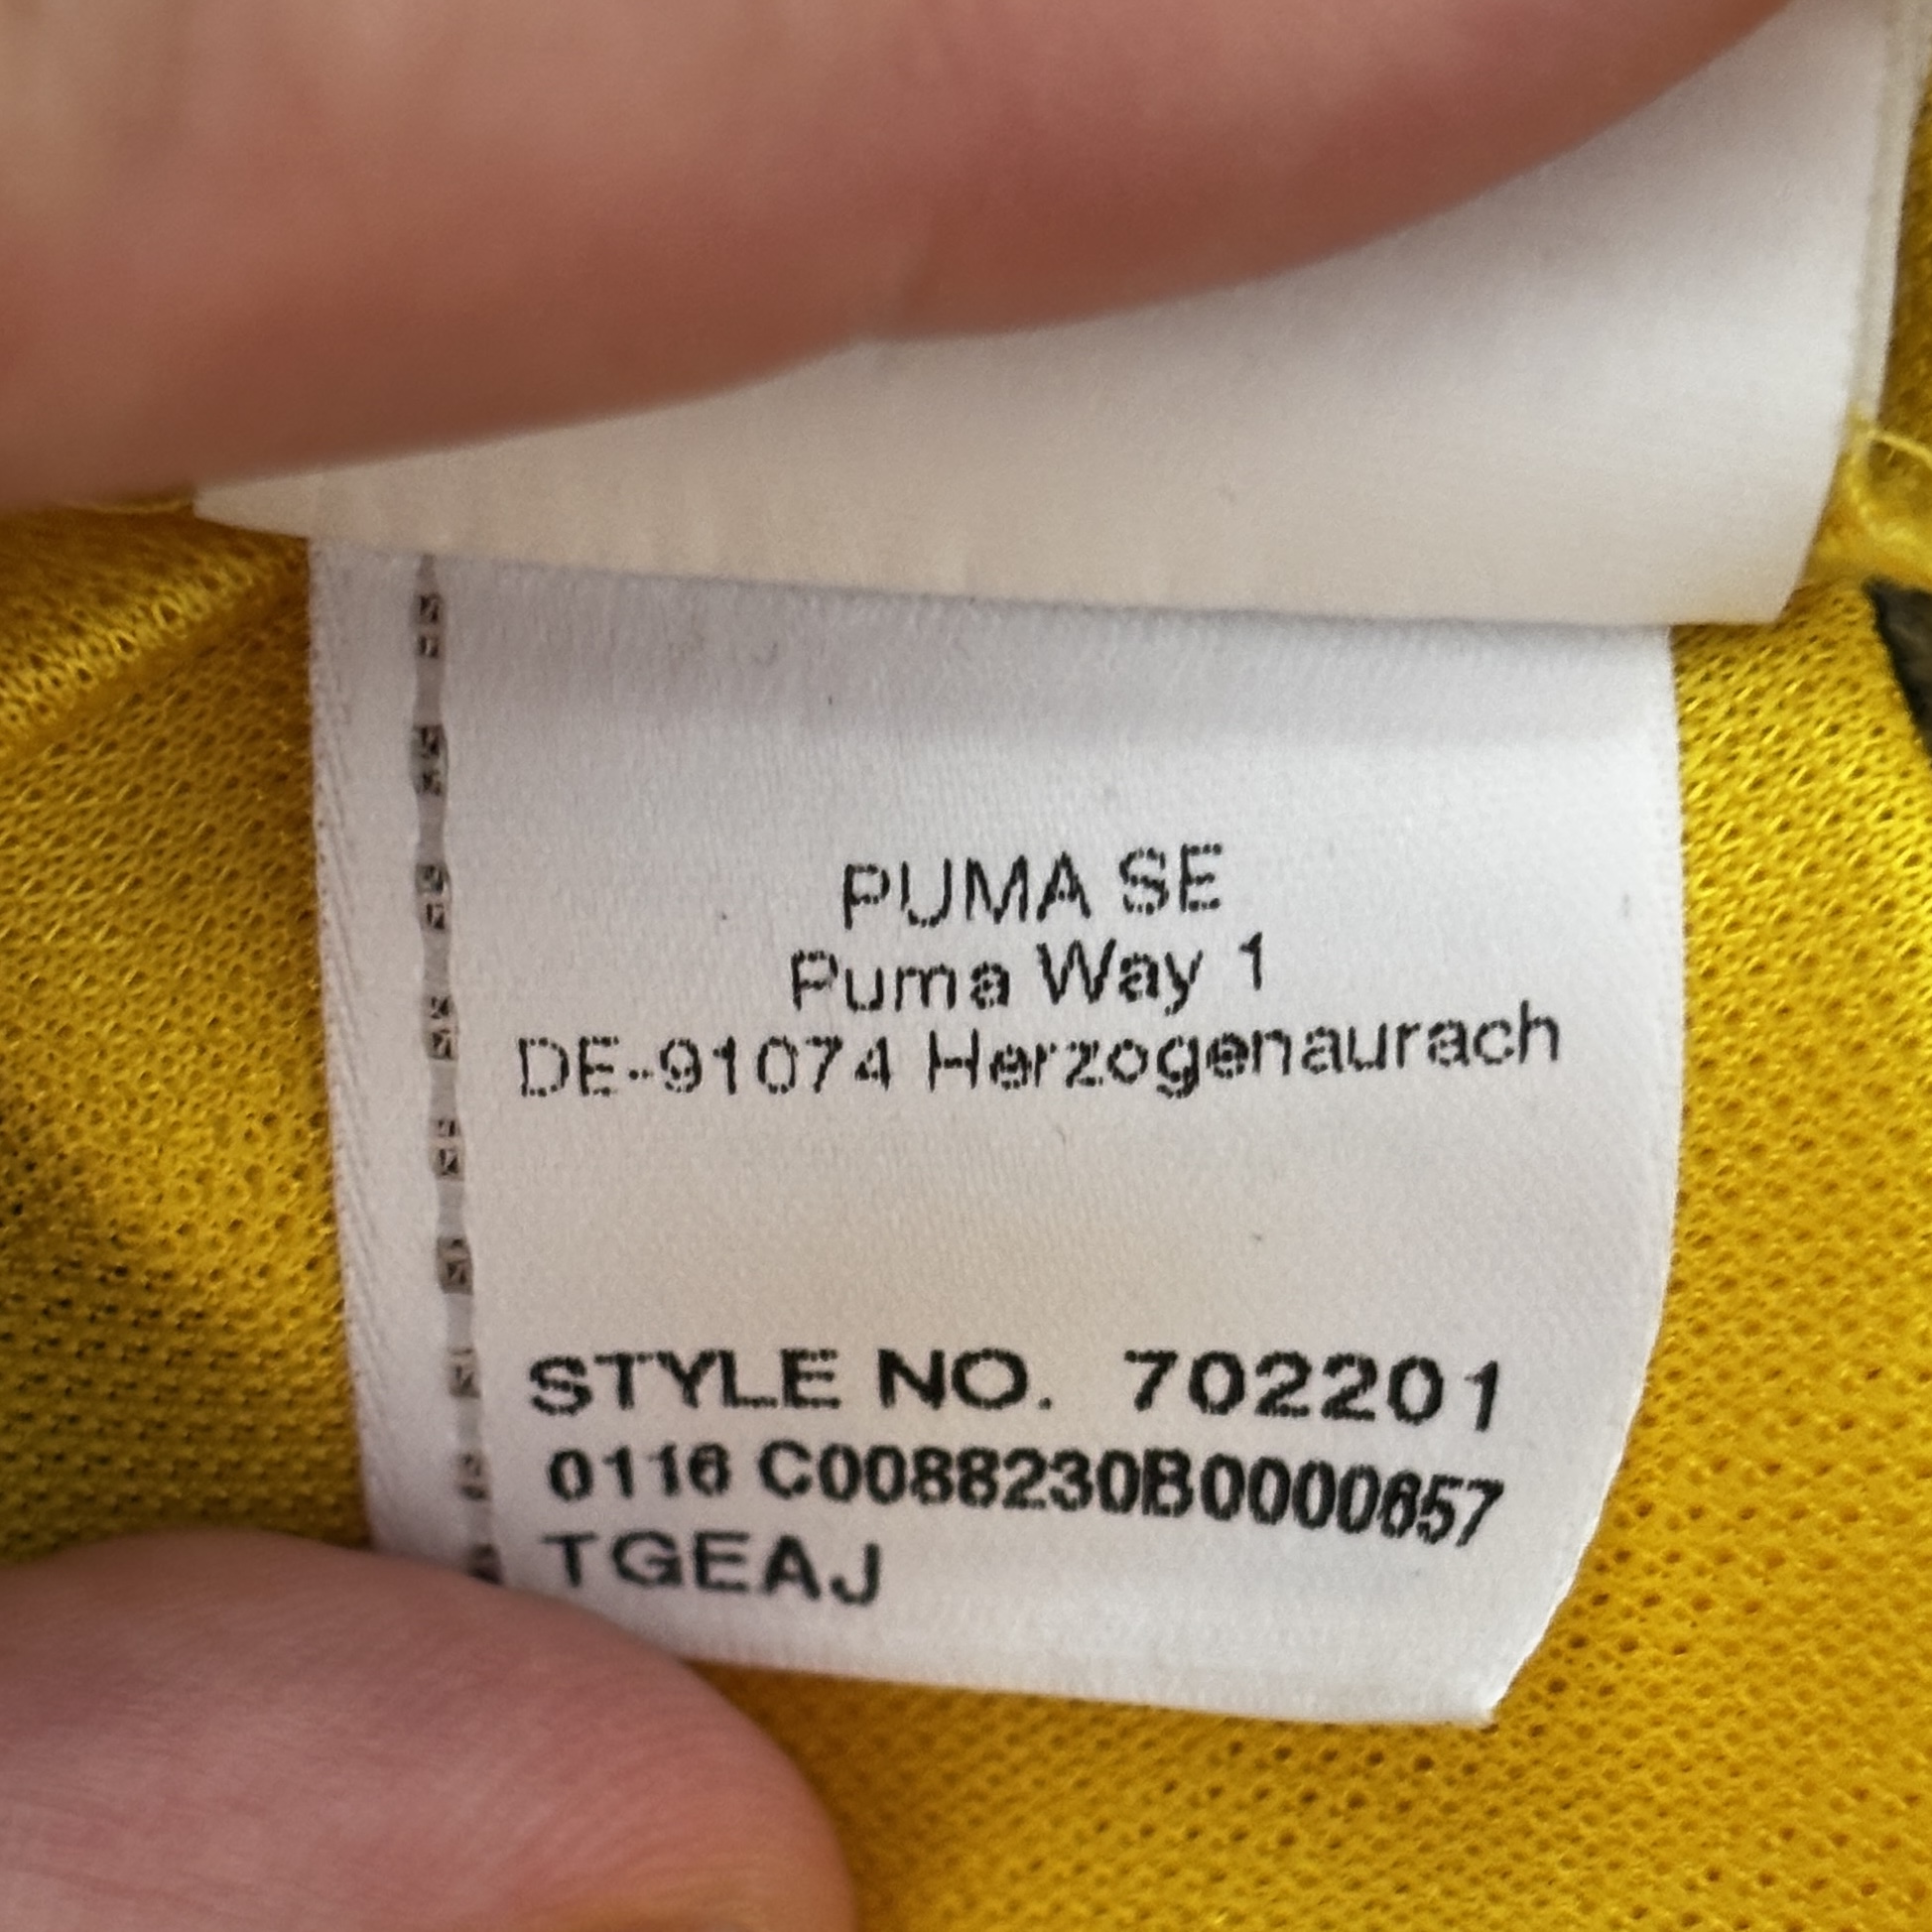 PUMA SE
Puma Way 1
DE-91074 Herzogenaurach
STYLE NO. 702201
0116 C0088230B0000657
TGEAJ